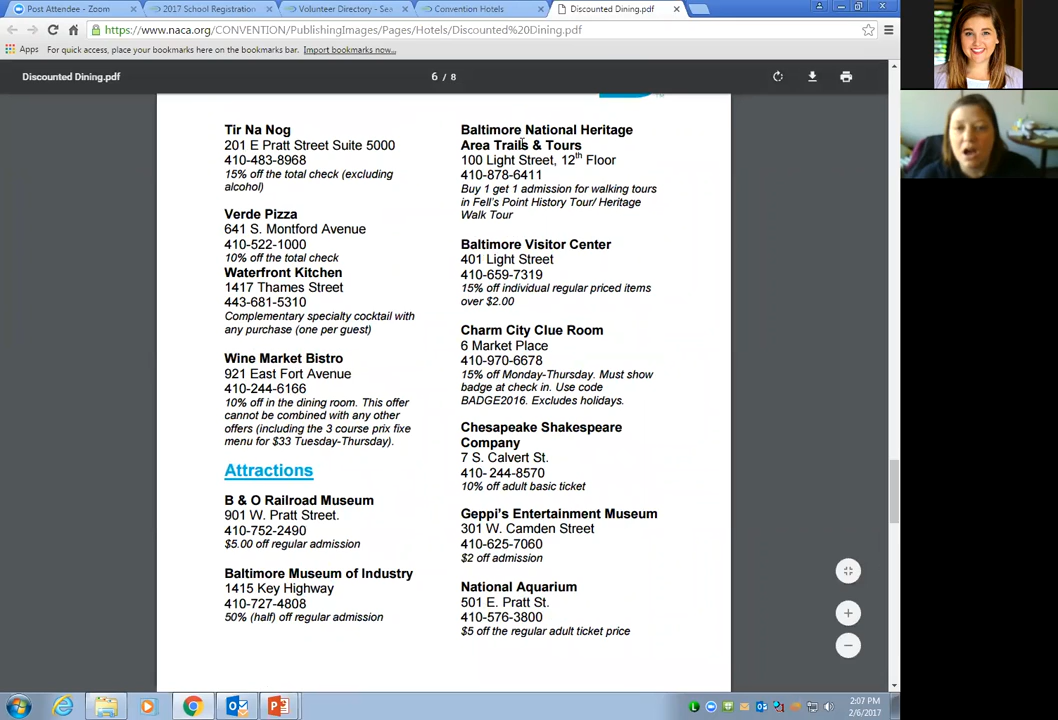 Post Attendee - Zoom
2017 School Registration
Volunteer Directory - Sea
Convention Hotels
Discounted Dining.pdf
https://www.naca.org/CONVENTION/PublishingImages/Pages/Hotels/Discounted%20Dining.pdf
Apps
For quick access, place your bookmarks here on the bookmarks bar. Import bookmarks now...
Discounted Dining.pdf
6 / 8
Tir Na Nog
201 E Pratt Street Suite 5000
410-483-8968
15% off the total check (excluding
alcohol)
Verde Pizza
641 S. Montford Avenue
410-522-1000
10% off the total check
Waterfront Kitchen
1417 Thames Street
443-681-5310
Complementary specialty cocktail with
any purchase (one per guest)
Wine Market Bistro
921 East Fort Avenue
410-244-6166
10% off in the dining room. This offer
cannot be combined with any other
offers (including the 3 course prix fixe
menu for $33 Tuesday-Thursday).
Attractions
B & O Railroad Museum
901 W. Pratt Street.
410-752-2490
$5.00 off regular admission
Baltimore Museum of Industry
1415 Key Highway
410-727-4808
50% (half) off regular admission
Baltimore National Heritage
Area Trails & Tours
100 Light Street, 12th Floor
410-878-6411
Buy 1 get 1 admission for walking tours
in Fell's Point History Tour/ Heritage
Walk Tour
Baltimore Visitor Center
401 Light Street
410-659-7319
15% off individual regular priced items
over $2.00
Charm City Clue Room
6 Market Place
410-970-6678
15% off Monday-Thursday. Must show
badge at check in. Use code
BADGE2016. Excludes holidays.
Chesapeake Shakespeare
Company
7 S. Calvert St.
410- 244-8570
10% off adult basic ticket
Geppi's Entertainment Museum
301 W. Camden Street
410-625-7060
$2 off admission
National Aquarium
501 E. Pratt St.
410-576-3800
$5 off the regular adult ticket price
2:07 PM
2/6/2017